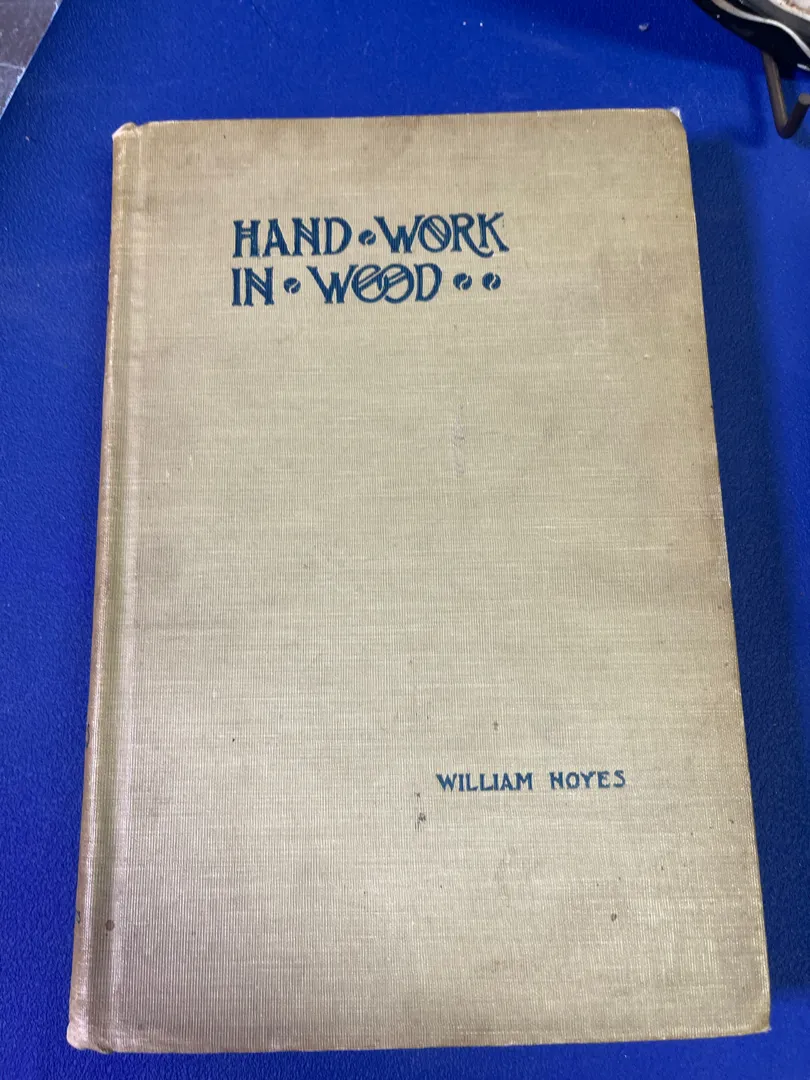 HAND • WORK
IN • WOOD • •
WILLIAM NOYES